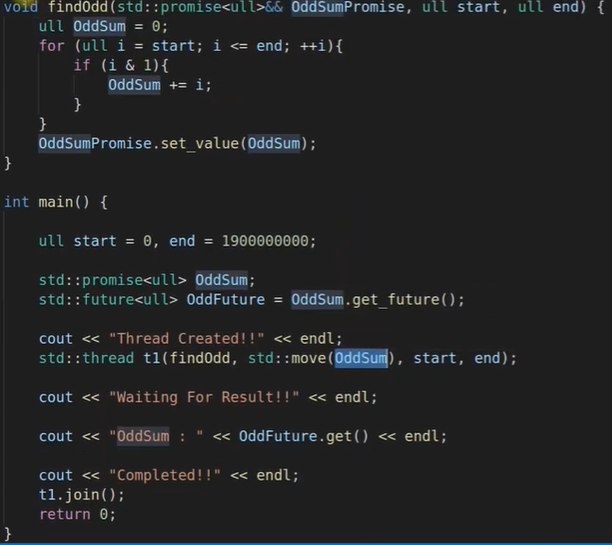 void findOdd(std::promise<ull>&& OddSumPromise, ull start, ull end) {
    ull OddSum = 0;
    for (ull i = start; i <= end; ++i){
        if (i & 1){
            OddSum += i;
        }
    }
    OddSumPromise.set_value(OddSum);
}
int main() {
    ull start = 0, end = 1900000000;
    std::promise<ull> OddSum;
    std::future<ull> OddFuture = OddSum.get_future();
    cout << "Thread Created!!" << endl;
    std::thread t1(findOdd, std::move(OddSum), start, end);
    cout << "Waiting For Result!!" << endl;
    cout << "OddSum : " << OddFuture.get() << endl;
    cout << "Completed!!" << endl;
    t1.join();
    return 0;
}